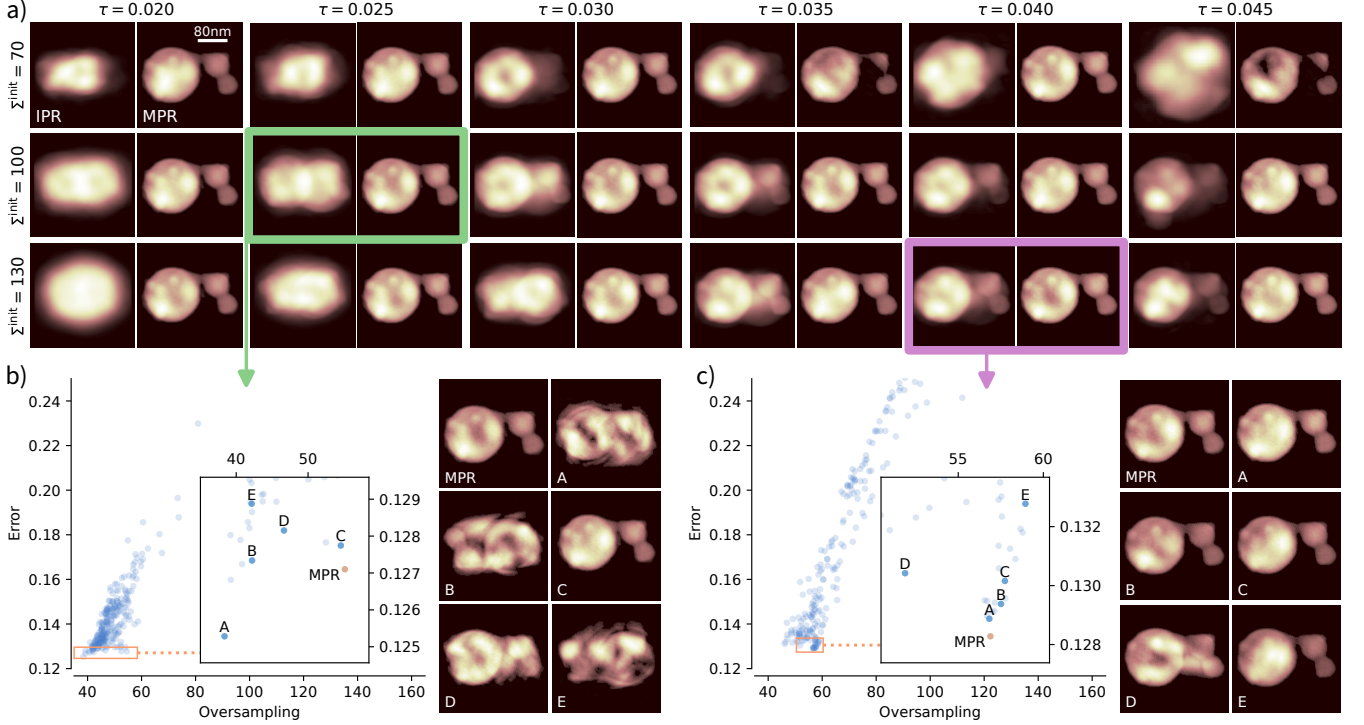 a)
τ = 0.020
τ = 0.025
τ = 0.030
τ = 0.035
τ = 0.040
τ = 0.045
Σinit = 70
80nm
IPR
MPR
Σinit = 100
Σinit = 130
b)
Error
0.24
0.22
0.20
0.18
0.16
0.14
0.12
40
60
80
100
120
140
160
Oversampling
40
50
0.129
0.128
0.127
0.126
0.125
E
D
C
B
MPR
A
MPR
A
B
C
D
E
c)
Error
0.24
0.22
0.20
0.18
0.16
0.14
0.12
40
60
80
100
120
140
160
Oversampling
55
60
0.132
0.130
0.128
E
D
C
B
A
MPR
MPR
A
B
C
D
E